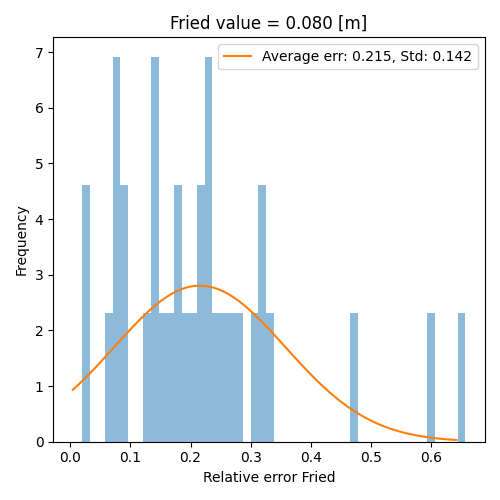 Fried value = 0.080 [m]
Average err: 0.215, Std: 0.142
Frequency
7
6
5
4
3
2
1
0
0.0 0.1 0.2 0.3 0.4 0.5 0.6
Relative error Fried